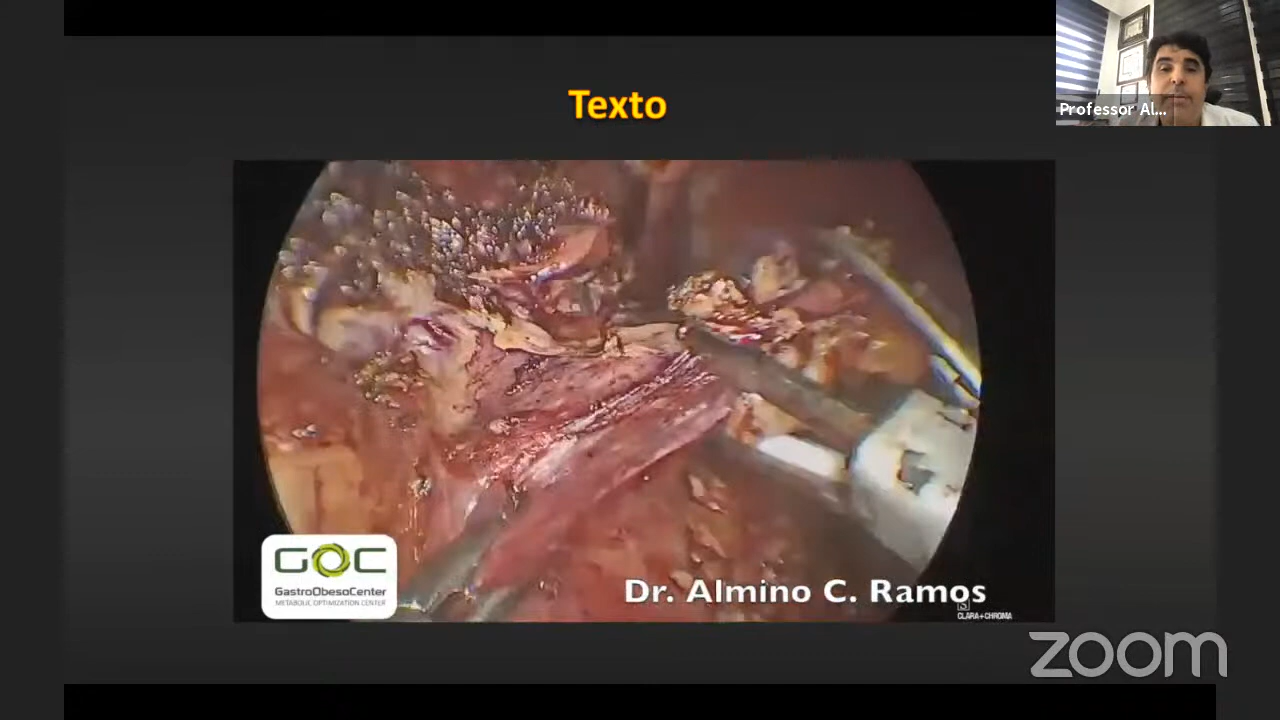 Texto
Professor Al...
GOC
GastroObesoCenter
METABOLIC OPTIMIZATION CENTER
Dr. Almino C. Ramos
S
CLARA+CHROMA
zoom